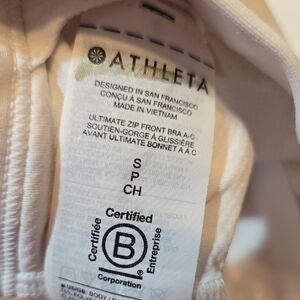 ATHLETA
DESIGNED IN SAN FRANCISCO
CONÇU À SAN FRANCISCO
MADE IN VIETNAM
ULTIMATE ZIP FRONT BRA A-C
SOUTIEN-GORGE À GLISSIÈRE
AVANT ULTIMATE BONNET A À C
S
P
CH
Certified
Certifiée
B
Entreprise
Corporation